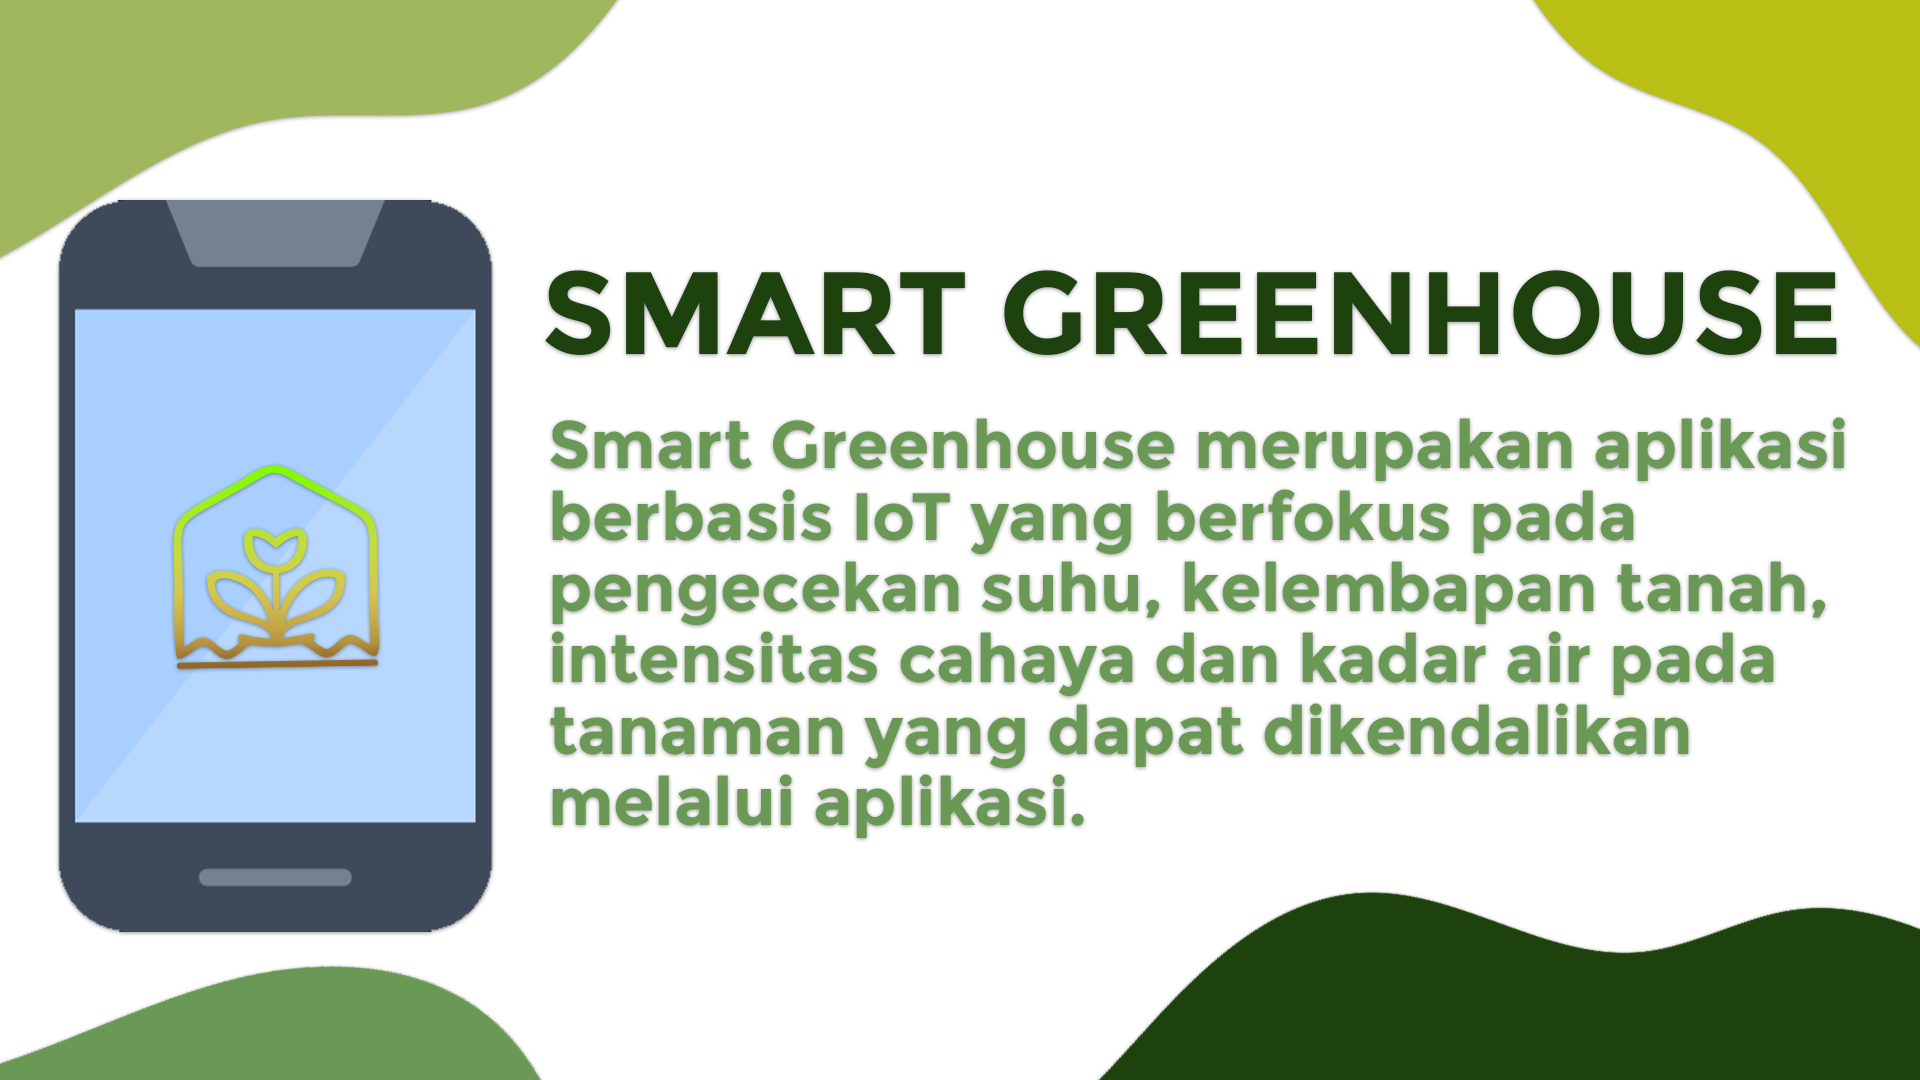 SMART GREENHOUSE
Smart Greenhouse merupakan aplikasi
berbasis IoT yang berfokus pada
pengecekan suhu, kelembapan tanah,
intensitas cahaya dan kadar air pada
tanaman yang dapat dikendalikan
melalui aplikasi.